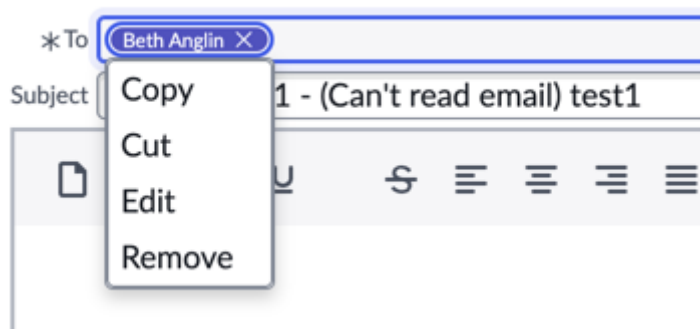 *To Beth Anglin ×
Subject 1 - (Can't read email) test1
Copy
Cut
Edit
Remove